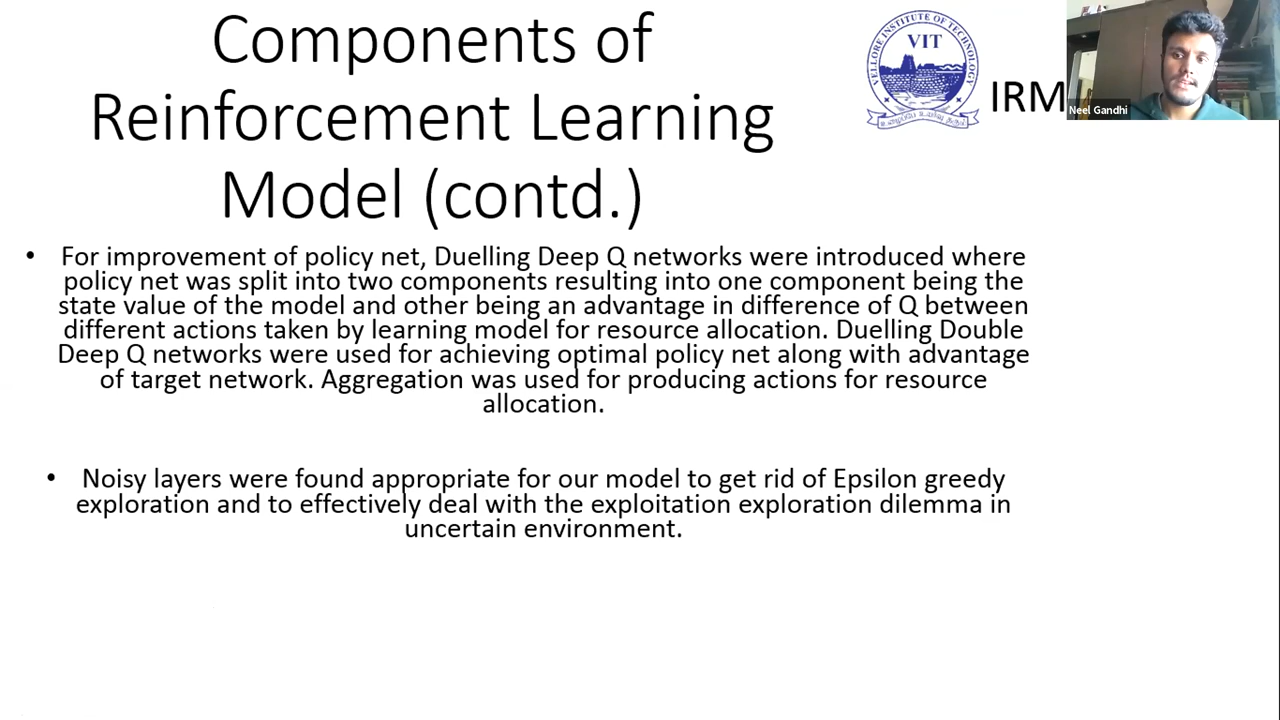 Components of
Reinforcement Learning
Model (contd.)
VELLORE INSTITUTE OF TECHNOLOGY
VIT
IRM
Neel Gandhi
• For improvement of policy net, Duelling Deep Q networks were introduced where
policy net was split into two components resulting into one component being the
state value of the model and other being an advantage in difference of Q between
different actions taken by learning model for resource allocation. Duelling Double
Deep Q networks were used for achieving optimal policy net along with advantage
of target network. Aggregation was used for producing actions for resource
allocation.
• Noisy layers were found appropriate for our model to get rid of Epsilon greedy
exploration and to effectively deal with the exploitation exploration dilemma in
uncertain environment.